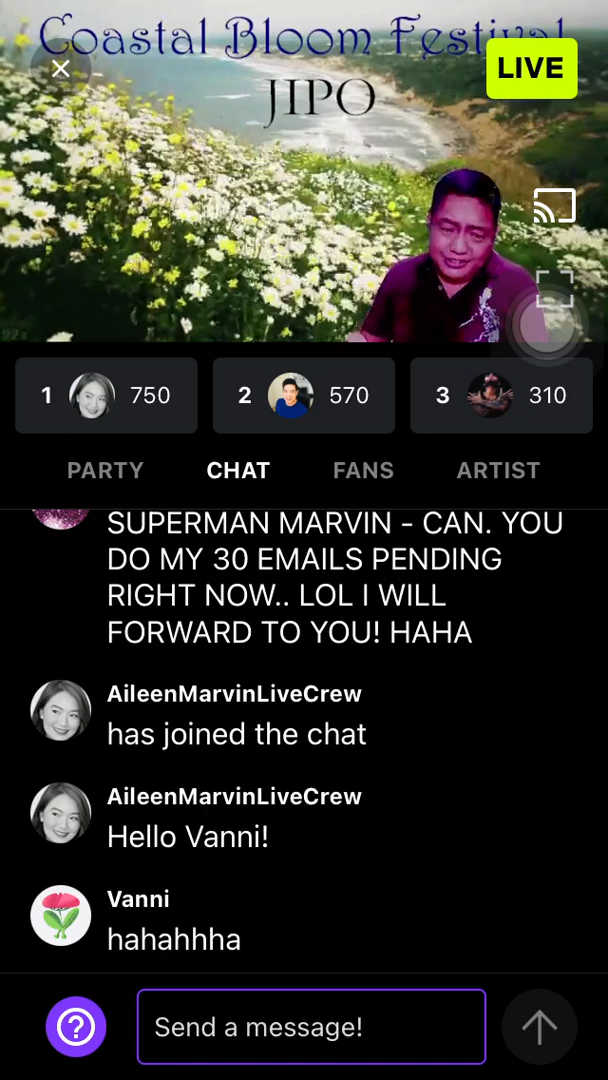 Coastal Bloom Festival
LIVE
JIPO
1 750
2 570
3 310
PARTY
CHAT
FANS
ARTIST
SUPERMAN MARVIN - CAN. YOU
DO MY 30 EMAILS PENDING
RIGHT NOW.. LOL I WILL
FORWARD TO YOU! HAHA
AileenMarvinLiveCrew
has joined the chat
AileenMarvinLiveCrew
Hello Vanni!
Vanni
hahahhha
Send a message!